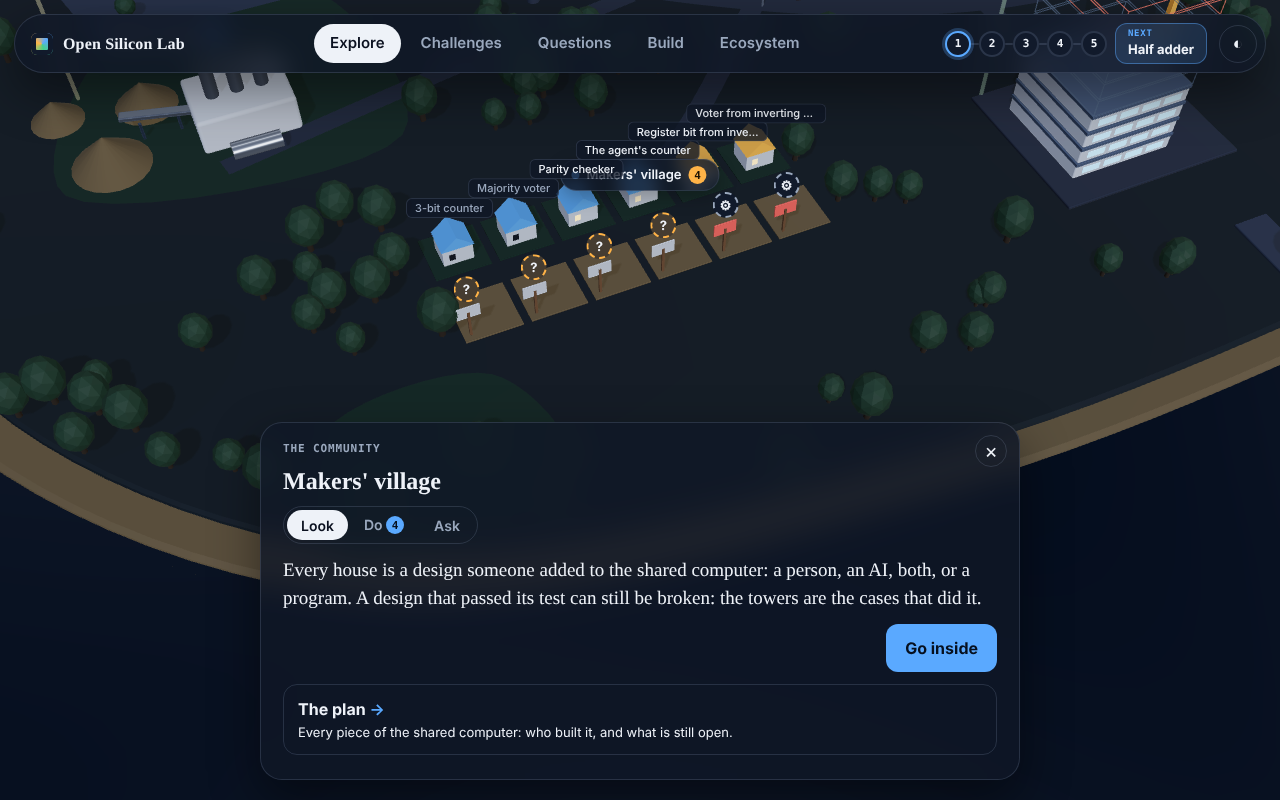 Open Silicon Lab
Explore
Challenges
Questions
Build
Ecosystem
1
2
3
4
5
NEXT
Half adder
Voter from inverting ...
Register bit from inve...
The agent's counter
Parity checker
Makers' village 4
Majority voter
3-bit counter
?
?
?
?
THE COMMUNITY
Makers' village
Look
Do 4
Ask
Every house is a design someone added to the shared computer: a person, an AI, both, or a
program. A design that passed its test can still be broken: the towers are the cases that did it.
Go inside
The plan →
Every piece of the shared computer: who built it, and what is still open.